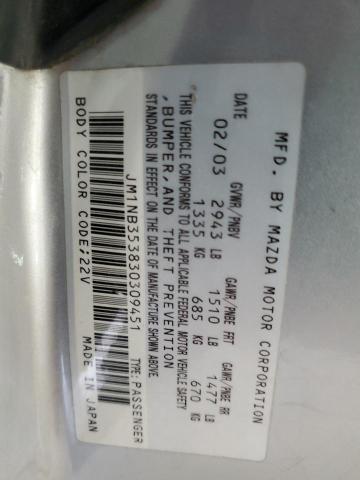 MFD. BY MAZDA MOTOR CORPORATION
DATE GVWR/PNBV GAWR/PNBE FRT GAWR/PNBE RR
02/03 2943 LB 1510 LB 1477 LB
1335 KG 685 KG 670 KG
THIS VEHICLE CONFORMS TO ALL APPLICABLE FEDERAL MOTOR VEHICLE SAFETY
,BUMPER, AND THEFT PREVENTION
STANDARDS IN EFFECT ON THE DATE OF MANUFACTURE SHOWN ABOVE.
JM1NB353830309451 TYPE: PASSENGER
BODY COLOR CODE:22V MADE IN JAPAN